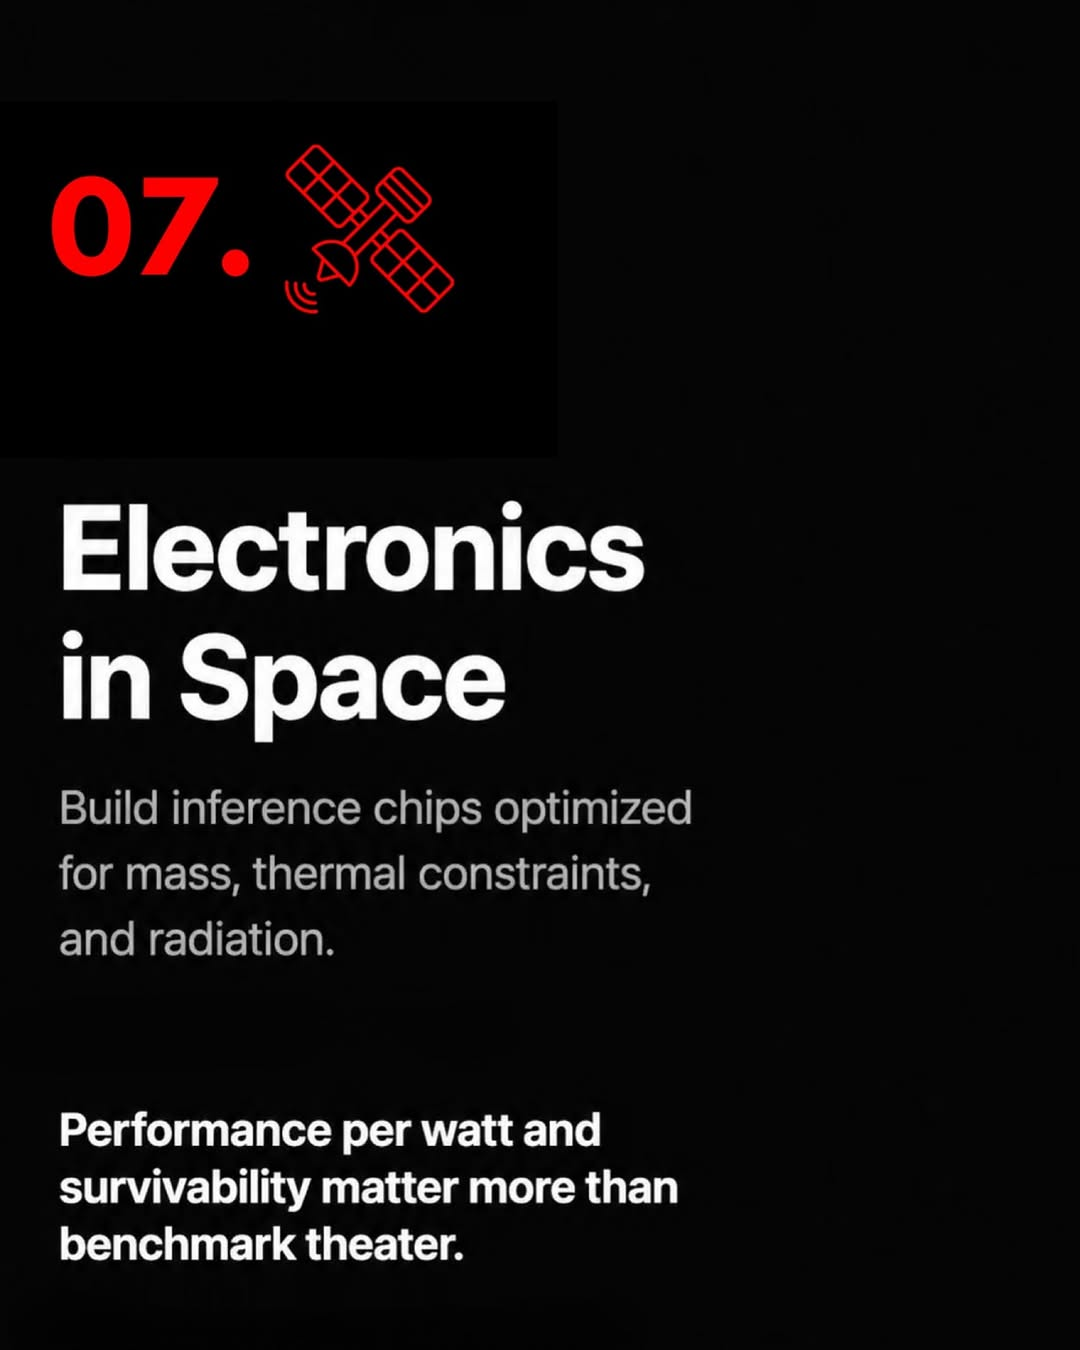 07.
Electronics
in Space
Build inference chips optimized
for mass, thermal constraints,
and radiation.
Performance per watt and
survivability matter more than
benchmark theater.